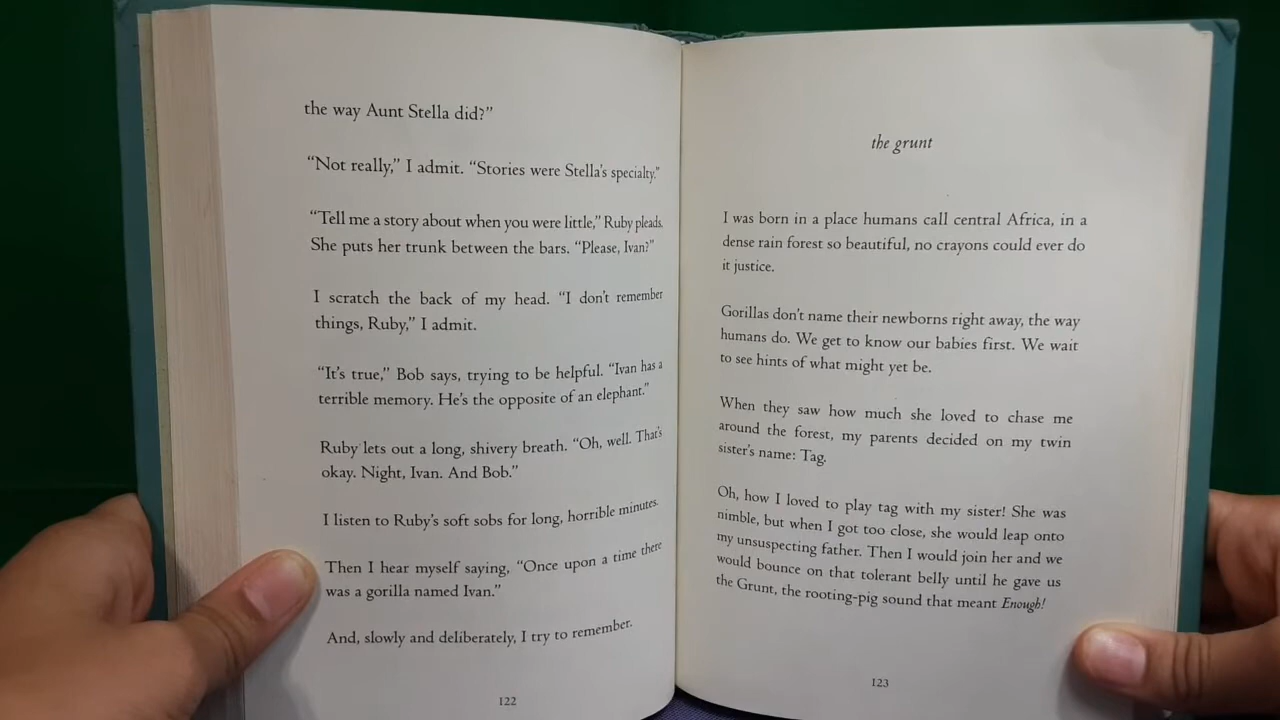 the way Aunt Stella did?”
“Not really,” I admit. “Stories were Stella’s specialty.”
“Tell me a story about when you were little,” Ruby pleads.
She puts her trunk between the bars. “Please, Ivan?”
I scratch the back of my head. “I don’t remember
things, Ruby,” I admit.
“It’s true,” Bob says, trying to be helpful. “Ivan has a
terrible memory. He’s the opposite of an elephant.”
Ruby lets out a long, shivery breath. “Oh, well. That’s
okay. Night, Ivan. And Bob.”
I listen to Ruby’s soft sobs for long, horrible minutes.
Then I hear myself saying, “Once upon a time there
was a gorilla named Ivan.”
And, slowly and deliberately, I try to remember.
122
the grunt
I was born in a place humans call central Africa, in a
dense rain forest so beautiful, no crayons could ever do
it justice.
Gorillas don’t name their newborns right away, the way
humans do. We get to know our babies first. We wait
to see hints of what might yet be.
When they saw how much she loved to chase me
around the forest, my parents decided on my twin
sister’s name: Tag.
Oh, how I loved to play tag with my sister! She was
nimble, but when I got too close, she would leap onto
my unsuspecting father. Then I would join her and we
would bounce on that tolerant belly until he gave us
the Grunt, the rooting-pig sound that meant Enough!
123